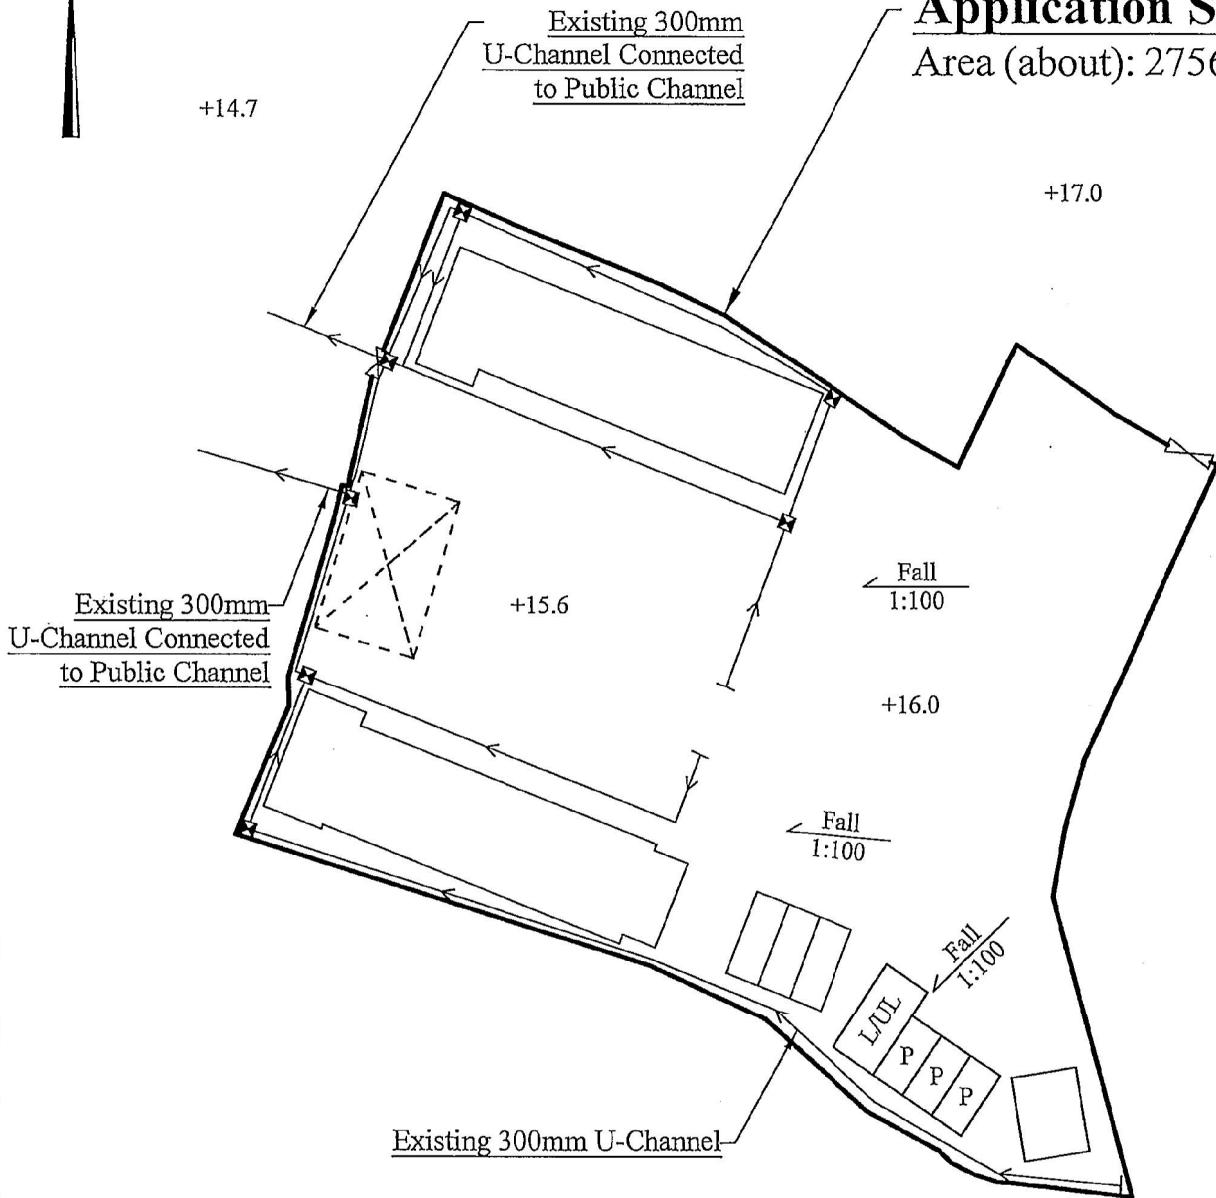 Existing 300mm
U-Channel Connected
to Public Channel
Application S
Area (about): 2756
+14.7
+17.0
Existing 300mm
U-Channel Connected
to Public Channel
+15.6
Fall
1:100
+16.0
Fall
1:100
Fall
1:100
L/UL
P
P
P
Existing 300mm U-Channel